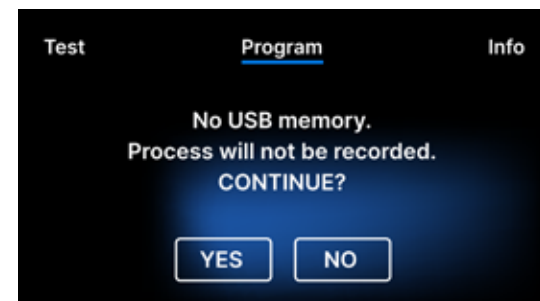 Test Program Info
No USB memory.
Process will not be recorded.
CONTINUE?
YES NO